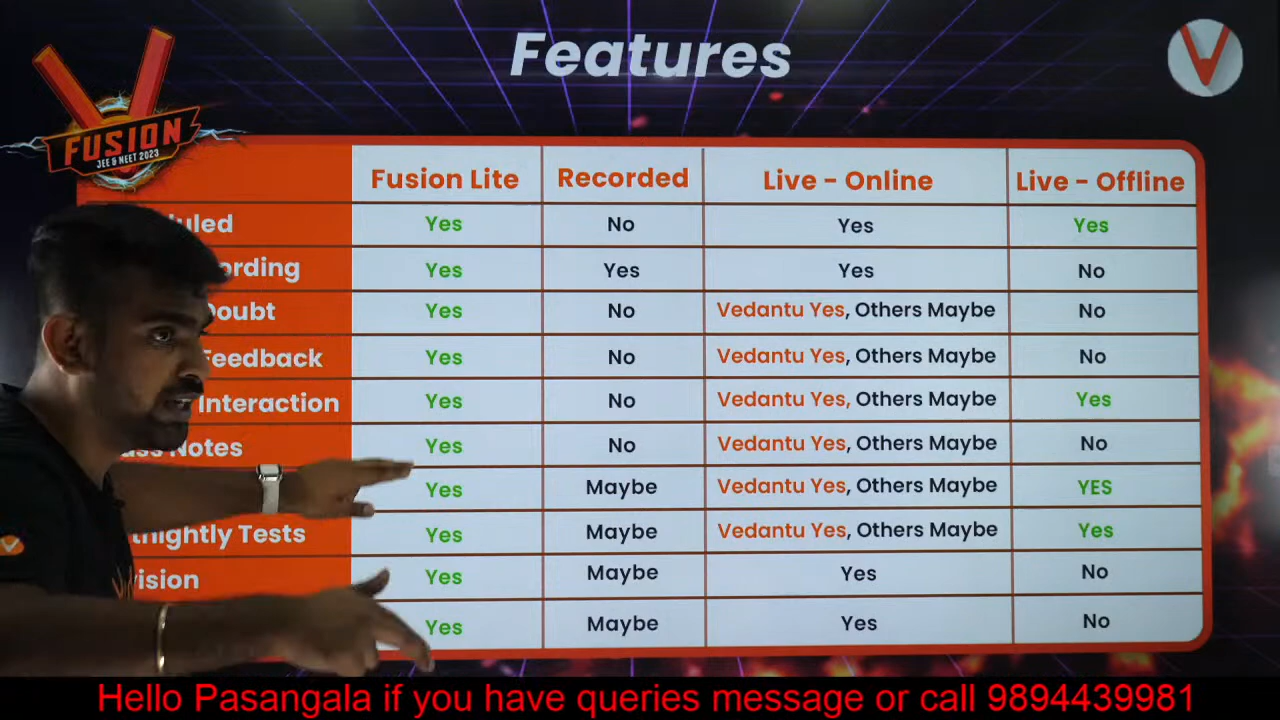 Features
FUSION
JEE & NEET 2023
Fusion Lite Recorded Live - Online Live - Offline
Yes No Yes Yes
Yes Yes Yes No
Doubt Yes No Vedantu Yes, Others Maybe No
Feedback Yes No Vedantu Yes, Others Maybe No
Interaction Yes No Vedantu Yes, Others Maybe Yes
Notes Yes No Vedantu Yes, Others Maybe No
Yes Maybe Vedantu Yes, Others Maybe YES
Tests Yes Maybe Vedantu Yes, Others Maybe Yes
Yes Maybe Yes No
Yes Maybe Yes No
Hello Pasangala if you have queries message or call 9894439981